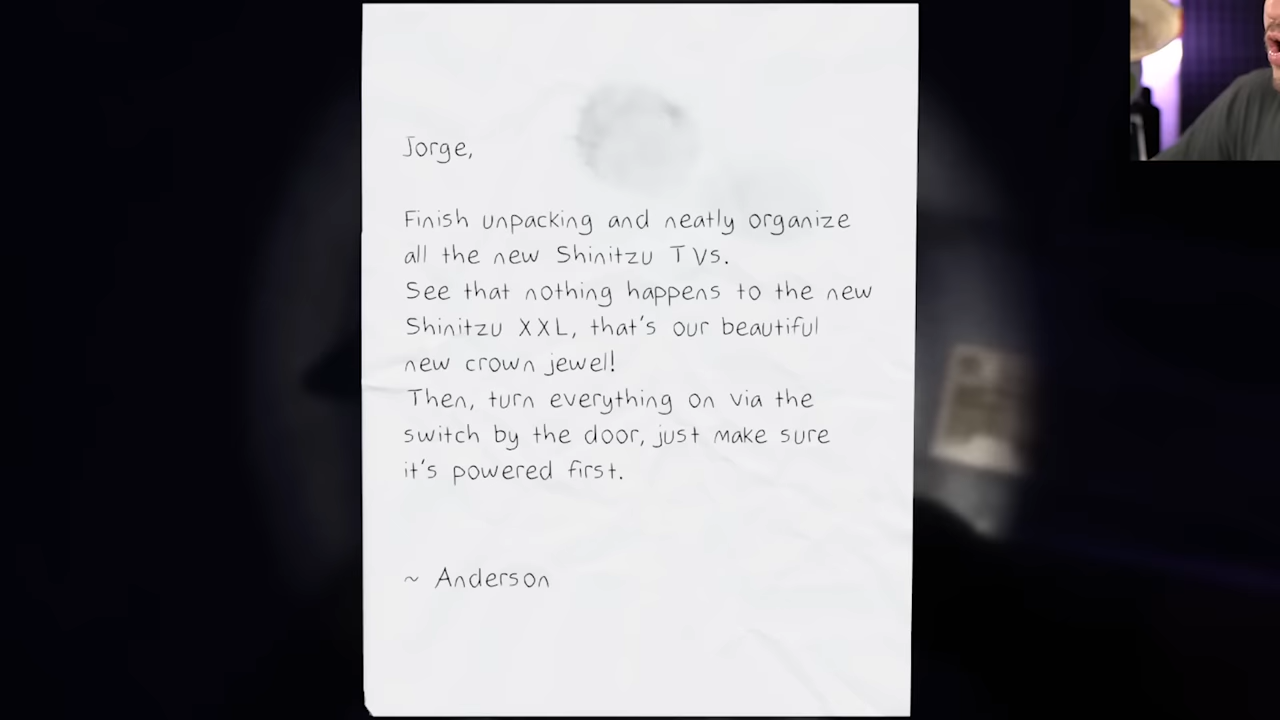 Jorge,
Finish unpacking and neatly organize
all the new Shinitzu TVs.
See that nothing happens to the new
Shinitzu XXL, that's our beautiful
new crown jewel!
Then, turn everything on via the
switch by the door, just make sure
it's powered first.
~ Anderson